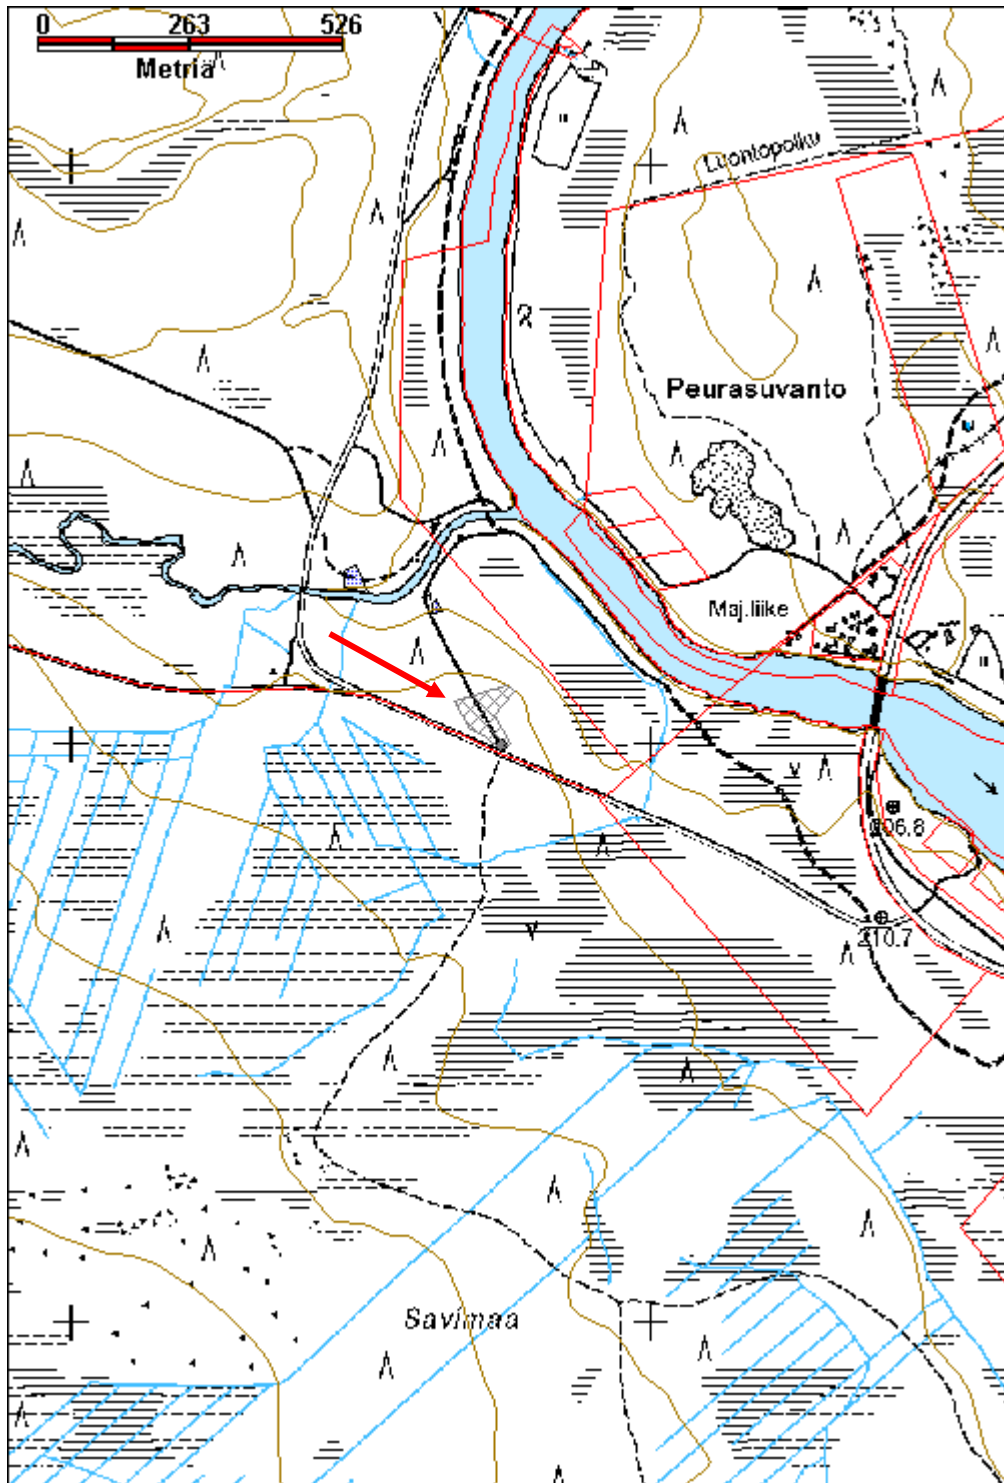 0 263 526
Metriä
Luontopolku
Peurasuvanto
Maj.liike
206.8
210.7
Savimaa